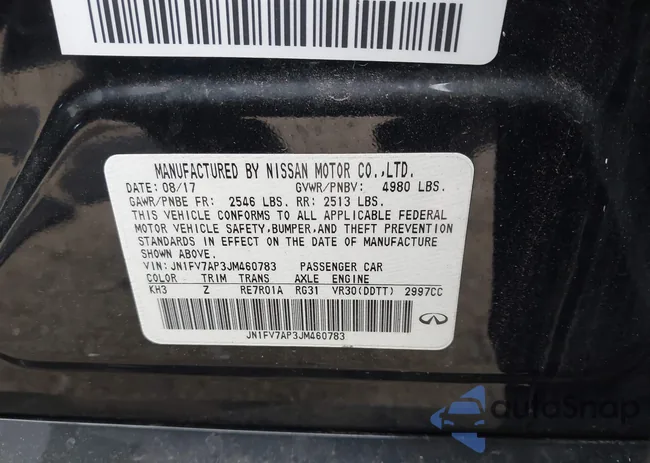 MANUFACTURED BY NISSAN MOTOR CO.,LTD.
DATE: 08/17 GVWR/PNBV: 4980 LBS.
GAWR/PNBE FR: 2546 LBS. RR: 2513 LBS.
THIS VEHICLE CONFORMS TO ALL APPLICABLE FEDERAL
MOTOR VEHICLE SAFETY,BUMPER,AND THEFT PREVENTION
STANDARDS IN EFFECT ON THE DATE OF MANUFACTURE
SHOWN ABOVE.
VIN: JN1FV7AP3JM460783 PASSENGER CAR
COLOR TRIM TRANS AXLE ENGINE
KH3 Z RE7R01A RG31 VR30(DDTT) 2997CC
JN1FV7AP3JM460783
autoSnap